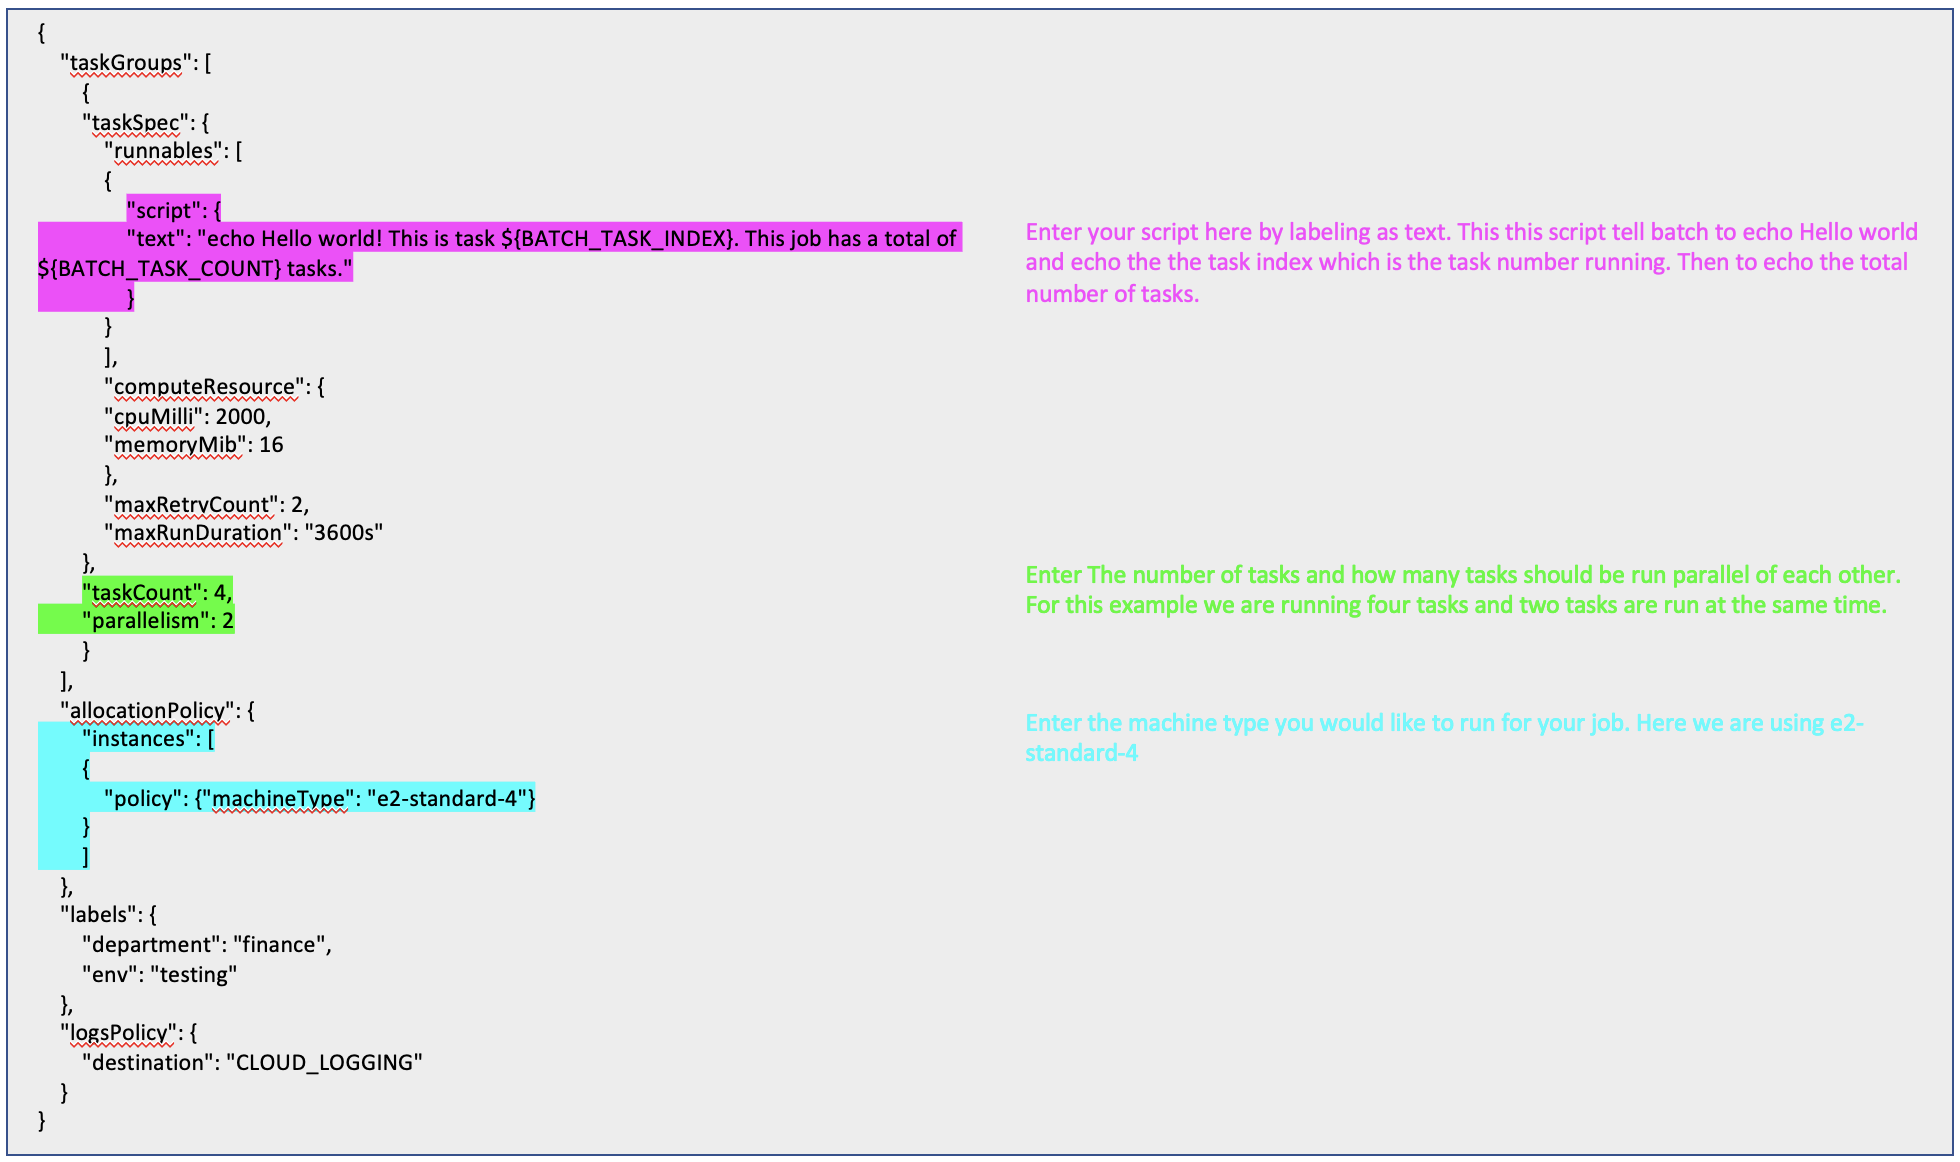 {
"taskGroups": [
{
"taskSpec": {
"runnables": [
{
"script": {
"text": "echo Hello world! This is task ${BATCH_TASK_INDEX}. This job has a total of
${BATCH_TASK_COUNT} tasks."
}
Enter your script here by labeling as text. This this script tell batch to echo Hello world
and echo the the task index which is the task number running. Then to echo the total
number of tasks.
}
],
"computeResource": {
"cpuMilli": 2000,
"memoryMib": 16
},
"maxRetryCount": 2,
"maxRunDuration": "3600s"
},
"taskCount": 4,
"parallelism": 2
Enter The number of tasks and how many tasks should be run parallel of each other.
For this example we are running four tasks and two tasks are run at the same time.
}
],
"allocationPolicy": {
"instances": [
{
"policy": {"machineType": "e2-standard-4"}
}
]
Enter the machine type you would like to run for your job. Here we are using e2-
standard-4
},
"labels": {
"department": "finance",
"env": "testing"
},
"logsPolicy": {
"destination": "CLOUD_LOGGING"
}
}